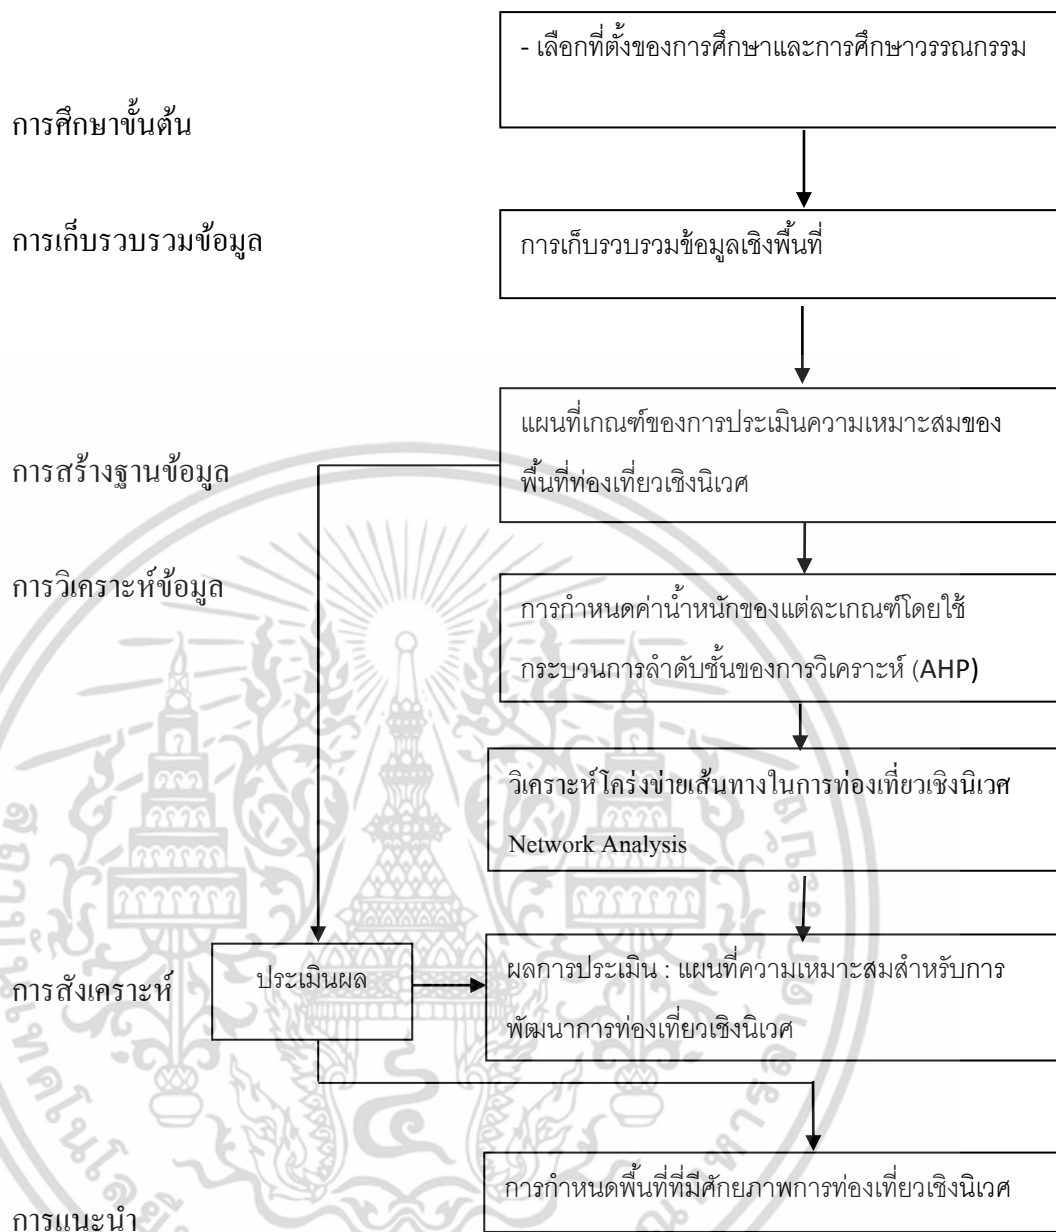 - เลือกที่ตั้งของการศึกษาและการศึกษาวรรณกรรม
การศึกษาขั้นต้น
การเก็บรวบรวมข้อมูล
การเก็บรวบรวมข้อมูลเชิงพื้นที่
แผนที่เกณฑ์ของการประเมินความเหมาะสมของ
พื้นที่ท่องเที่ยวเชิงนิเวศ
การสร้างฐานข้อมูล
การวิเคราะห์ข้อมูล
การกำหนดค่าน้ำหนักของแต่ละเกณฑ์โดยใช้
กระบวนการลำดับชั้นของการวิเคราะห์ (AHP)
วิเคราะห์โคร่งข่ายเส้นทางในการท่องเที่ยวเชิงนิเวศ
Network Analysis
การสังเคราะห์
ประเมินผล
ผลการประเมิน : แผนที่ความเหมาะสมสำหรับการ
พัฒนาการท่องเที่ยวเชิงนิเวศ
การกำหนดพื้นที่ที่มีศักยภาพการท่องเที่ยวเชิงนิเวศ
การแนะนำ